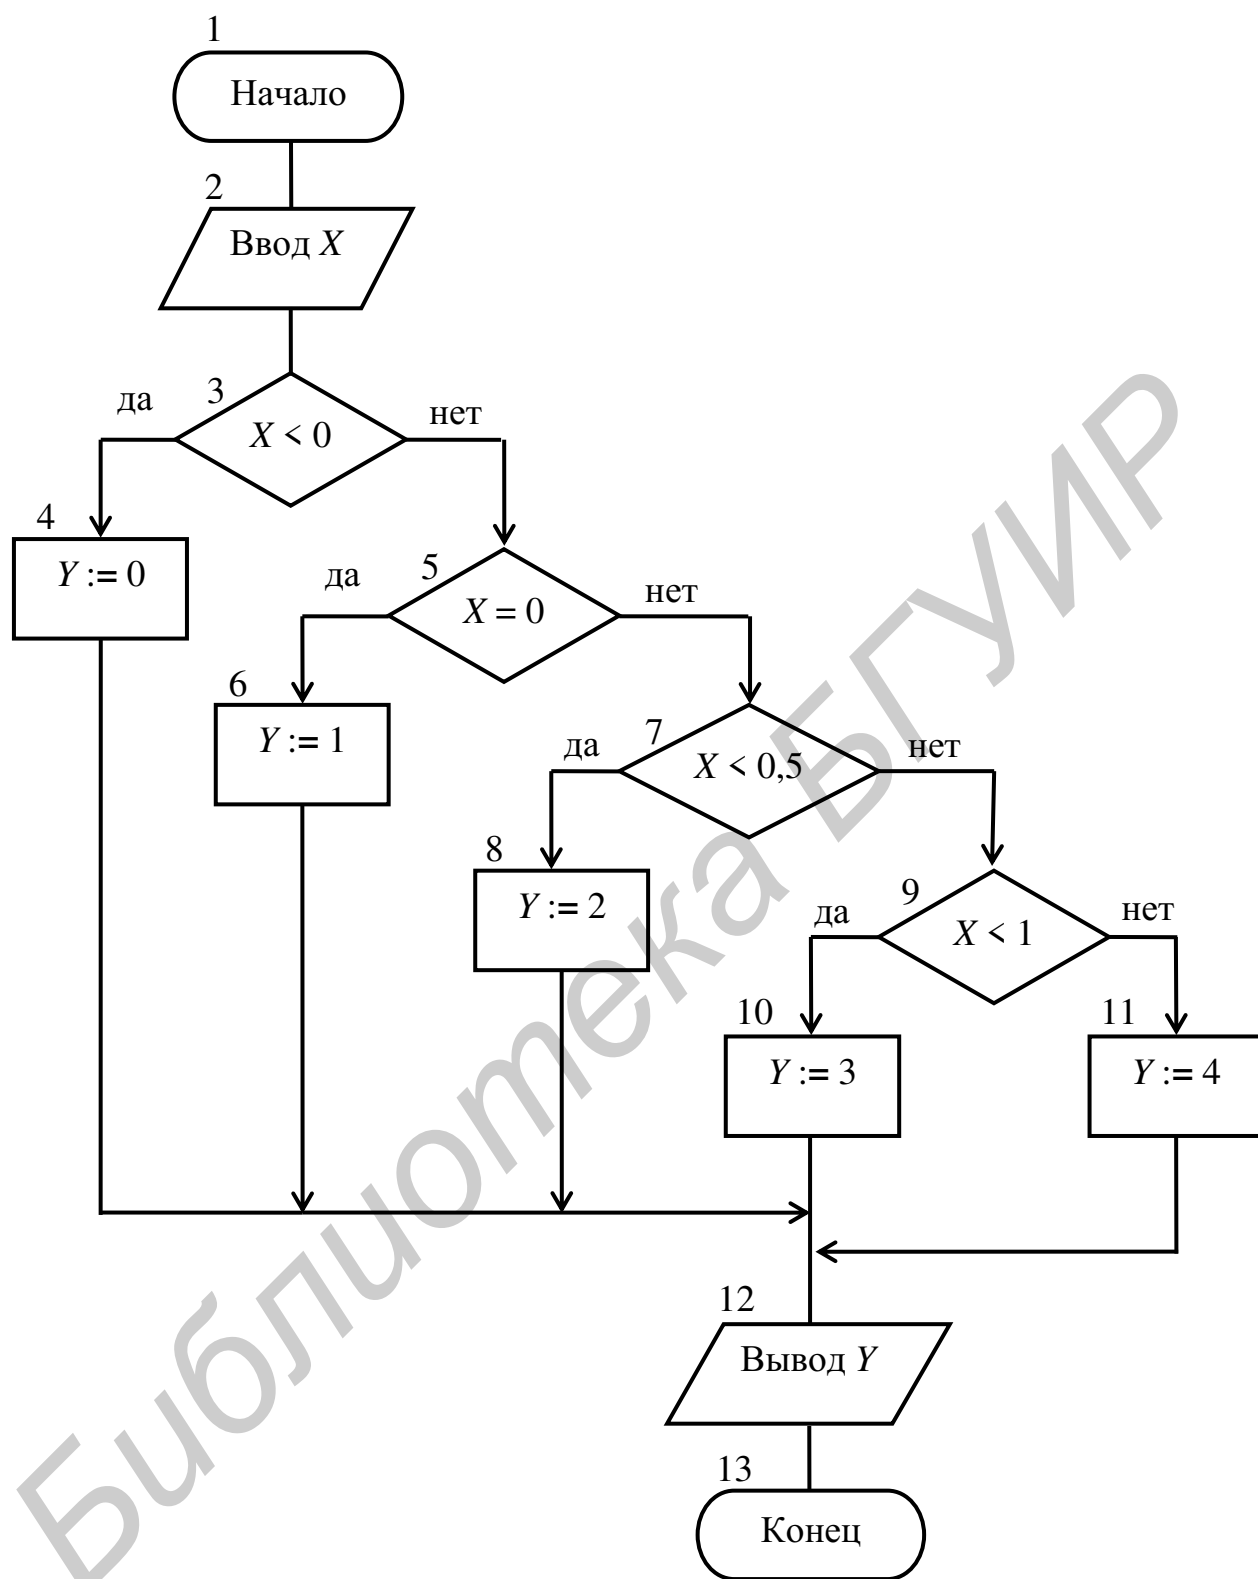 1
Начало
2
Ввод X
3
да
X < 0
нет
4
Y := 0
5
да
X = 0
нет
6
Y := 1
7
да
X < 0,5
нет
8
Y := 2
9
да
X < 1
нет
10
Y := 3
11
Y := 4
12
Вывод Y
13
Конец
Библиотека БГУИР